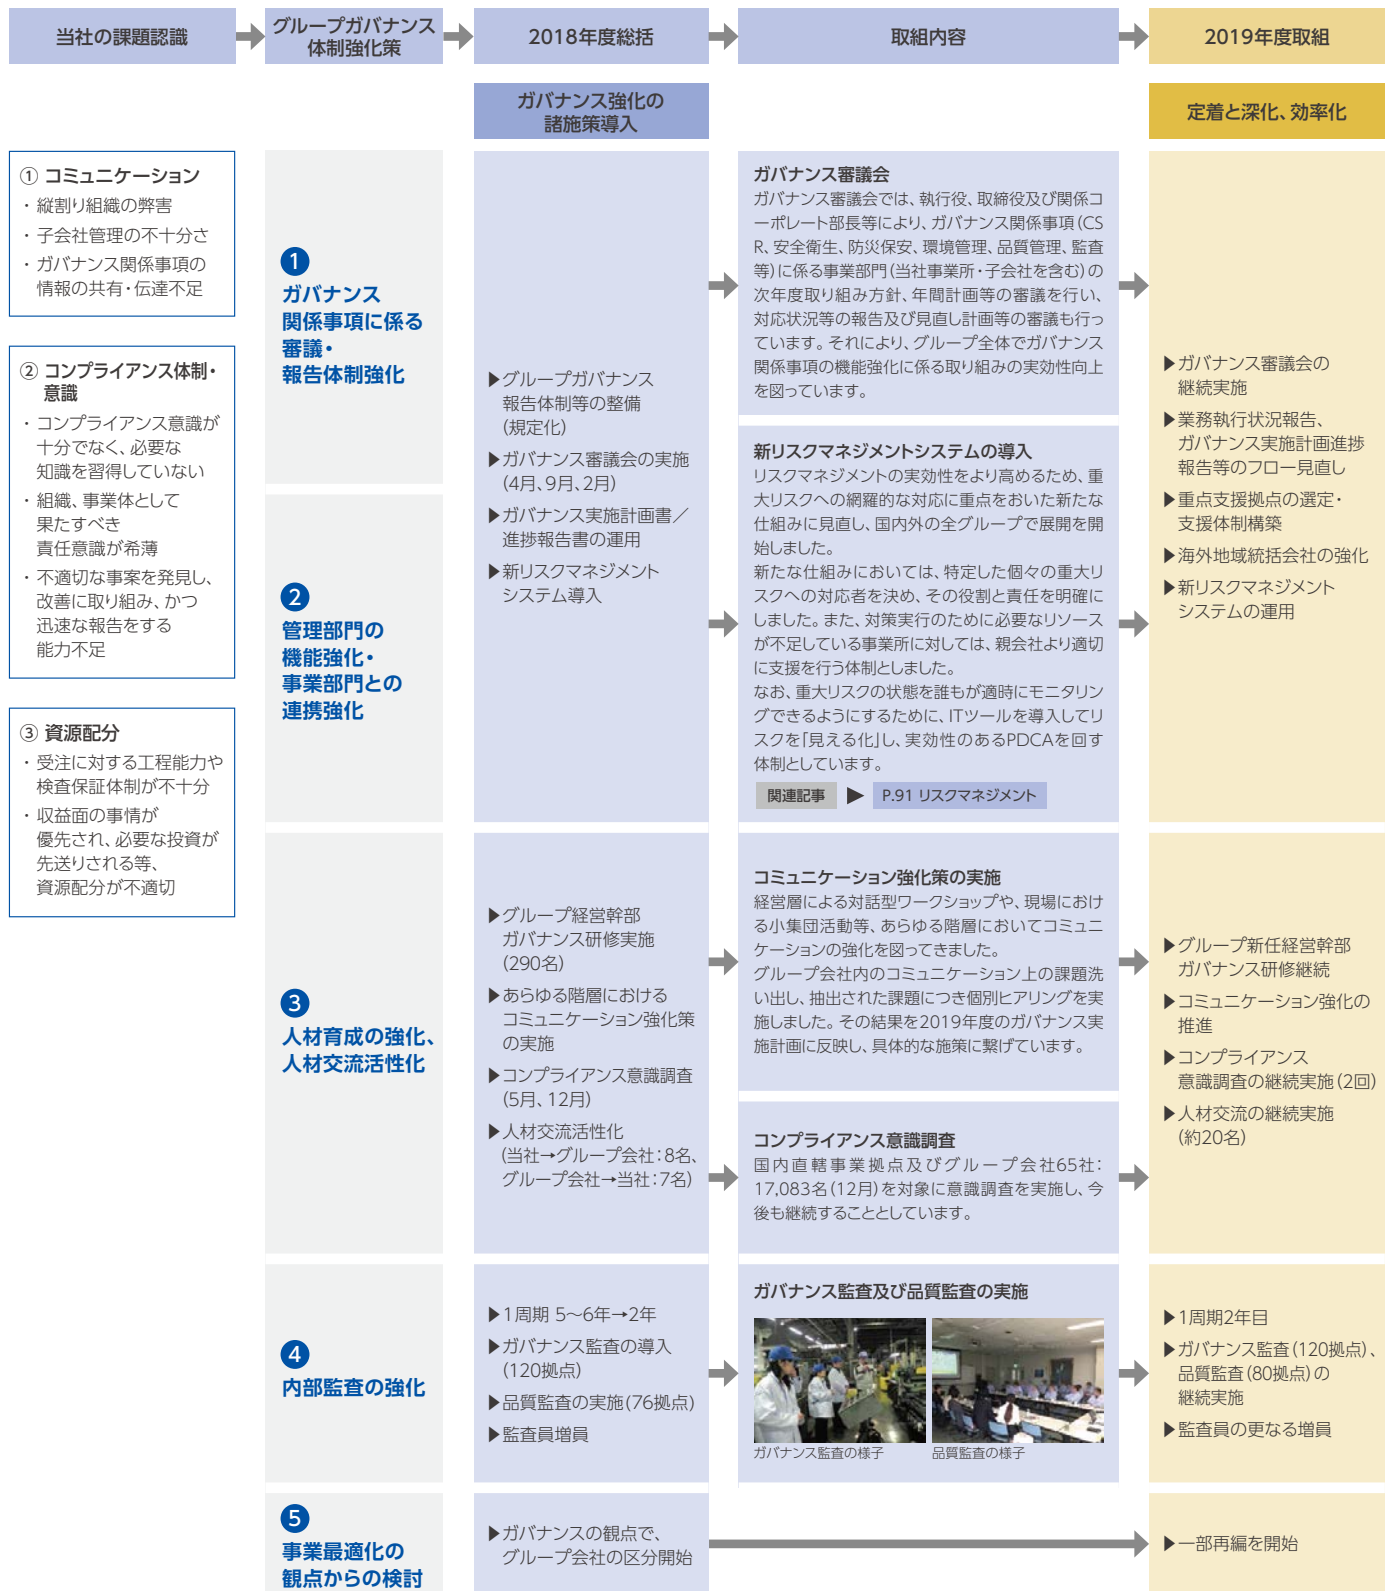 当社の課題認識
グループガバナンス
体制強化策
2018年度総括
取組内容
2019年度取組
ガバナンス強化の
諸施策導入
定着と深化、効率化
① コミュニケーション
・ 縦割り組織の弊害
・ 子会社管理の不十分さ
・ ガバナンス関係事項の
情報の共有・伝達不足
② コンプライアンス体制・
意識
・ コンプライアンス意識が
十分でなく、必要な
知識を習得していない
・ 組織、事業体として
果たすべき
責任意識が希薄
・ 不適切な事案を発見し、
改善に取り組み、かつ
迅速な報告をする
能力不足
③ 資源配分
・ 受注に対する工程能力や
検査保証体制が不十分
・ 収益面の事情が
優先され、必要な投資が
先送りされる等、
資源配分が不適切
1
ガバナンス
関係事項に係る
審議・
報告体制強化
2
管理部門の
機能強化・
事業部門との
連携強化
▶グループガバナンス
報告体制等の整備
(規定化)
▶ガバナンス審議会の実施
(4月、9月、2月)
▶ガバナンス実施計画書／
進捗報告書の運用
▶新リスクマネジメント
システム導入
ガバナンス審議会
ガバナンス審議会では、執行役、取締役及び関係コ
ーポレート部長等により、ガバナンス関係事項(CS
R、安全衛生、防災保安、環境管理、品質管理、監査
等)に係る事業部門(当社事業所・子会社を含む)の
次年度取り組み方針、年間計画等の審議を行い、
対応状況等の報告及び見直し計画等の審議も行っ
ています。それにより、グループ全体でガバナンス
関係事項の機能強化に係る取り組みの実効性向上
を図っています。
新リスクマネジメントシステムの導入
リスクマネジメントの実効性をより高めるため、重
大リスクへの網羅的な対応に重点をおいた新たな
仕組みに見直し、国内外の全グループで展開を開
始しました。
新たな仕組みにおいては、特定した個々の重大リ
スクへの対応者を決め、その役割と責任を明確に
しました。また、対策実行のために必要なリソース
が不足している事業所に対しては、親会社より適切
に支援を行う体制としました。
なお、重大リスクの状態を誰もが適時にモニタリン
グできるようにするために、ITツールを導入してリ
スクを「見える化」し、実効性のあるPDCAを回す
体制としています。
関連記事 ▶ P.91 リスクマネジメント
▶ガバナンス審議会の
継続実施
▶業務執行状況報告、
ガバナンス実施計画進捗
報告等のフロー見直し
▶重点支援拠点の選定・
支援体制構築
▶海外地域統括会社の強化
▶新リスクマネジメント
システムの運用
3
人材育成の強化、
人材交流活性化
▶グループ経営幹部
ガバナンス研修実施
(290名)
▶あらゆる階層における
コミュニケーション強化策
の実施
▶コンプライアンス意識調査
(5月、12月)
▶人材交流活性化
(当社→グループ会社：8名、
グループ会社→当社：7名)
コミュニケーション強化策の実施
経営層による対話型ワークショップや、現場におけ
る小集団活動等、あらゆる階層においてコミュニ
ケーションの強化を図ってきました。
グループ会社内のコミュニケーション上の課題洗
い出し、抽出された課題につき個別ヒアリングを実
施しました。その結果を2019年度のガバナンス実
施計画に反映し、具体的な施策に繋げています。
コンプライアンス意識調査
国内直轄事業拠点及びグループ会社65社：
17,083名(12月)を対象に意識調査を実施し、今
後も継続することとしています。
▶グループ新任経営幹部
ガバナンス研修継続
▶コミュニケーション強化の
推進
▶コンプライアンス
意識調査の継続実施(2回)
▶人材交流の継続実施
(約20名)
4
内部監査の強化
▶1周期 5～6年→2年
▶ガバナンス監査の導入
(120拠点)
▶品質監査の実施(76拠点)
▶監査員増員
ガバナンス監査及び品質監査の実施
ガバナンス監査の様子
品質監査の様子
▶1周期2年目
▶ガバナンス監査(120拠点)、
品質監査(80拠点)の
継続実施
▶監査員の更なる増員
5
事業最適化の
観点からの検討
▶ガバナンスの観点で、
グループ会社の区分開始
▶一部再編を開始